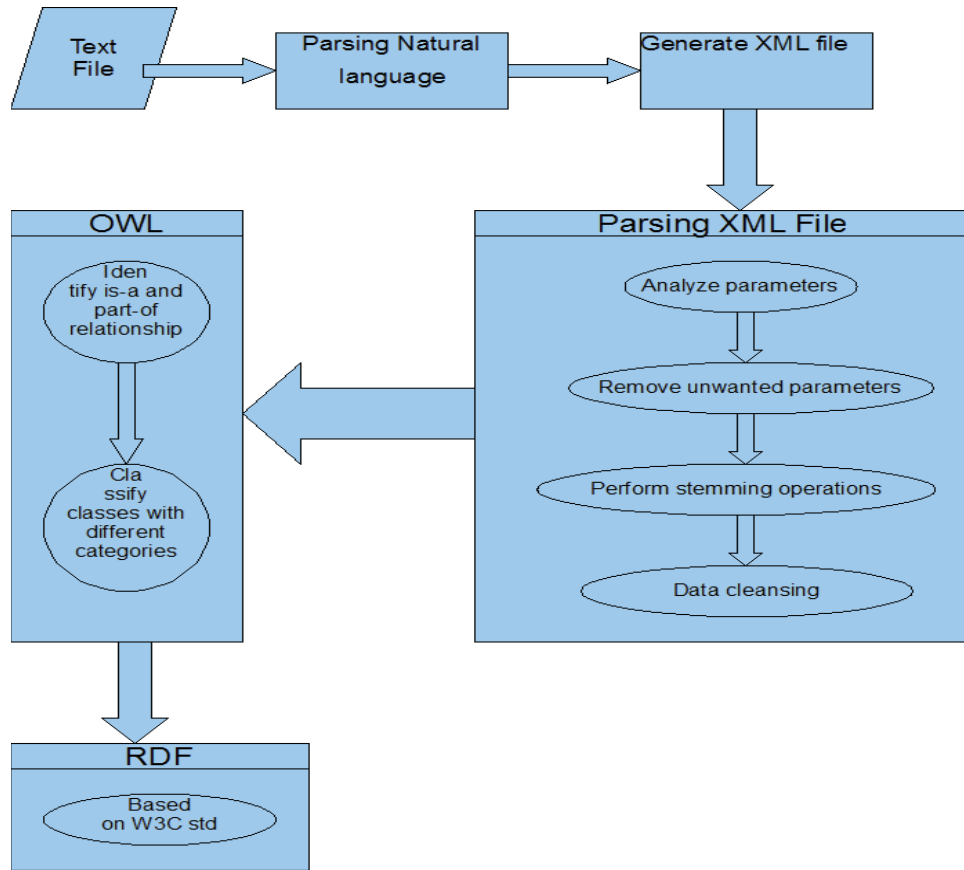 Text
File
Parsing Natural
language
Generate XML file
Parsing XML File
Analyze parameters
Remove unwanted parameters
Perform stemming operations
Data cleansing
OWL
Iden
tify is-a and
part-of
relationship
Cla
ssify
classes with
different
categories
RDF
Based
on W3C std